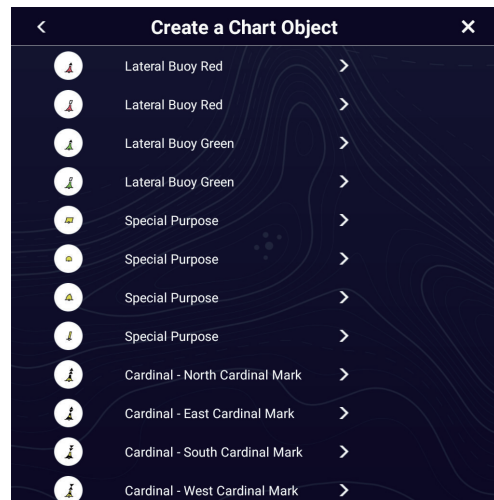 Create a Chart Object
Lateral Buoy Red
Lateral Buoy Red
Lateral Buoy Green
Lateral Buoy Green
Special Purpose
Special Purpose
Special Purpose
Special Purpose
Cardinal - North Cardinal Mark
Cardinal - East Cardinal Mark
Cardinal - South Cardinal Mark
Cardinal - West Cardinal Mark